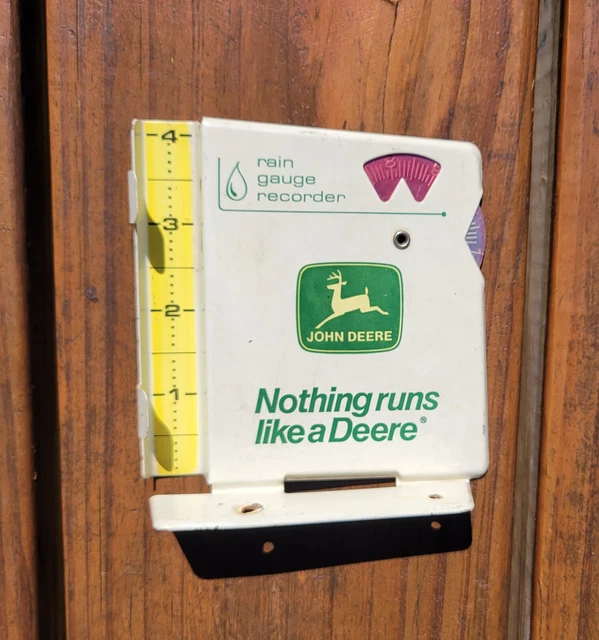 4
3
2
1
rain
gauge
recorder
JOHN DEERE
Nothing runs
like a Deere®